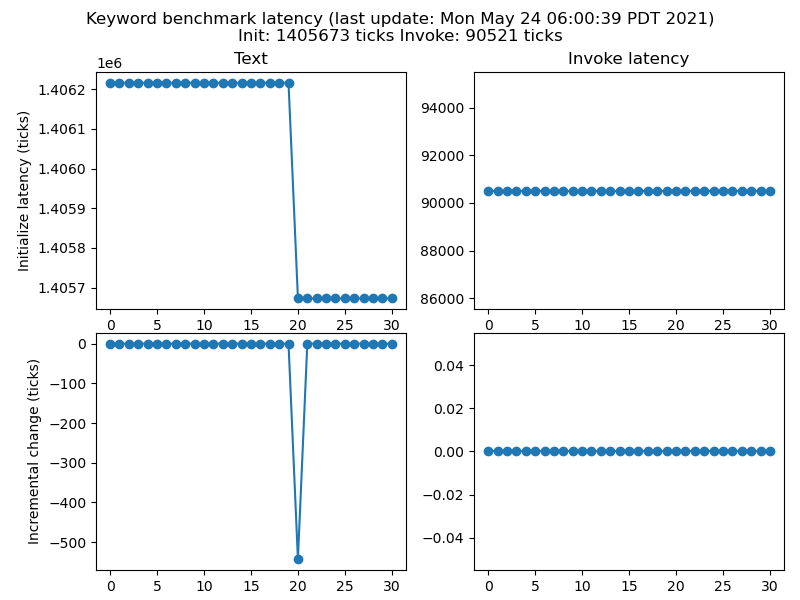 Keyword benchmark latency (last update: Mon May 24 06:00:39 PDT 2021)
Init: 1405673 ticks Invoke: 90521 ticks
Text
Invoke latency
1e6
Initialize latency (ticks)
1.4062
1.4061
1.4060
1.4059
1.4058
1.4057
0 5 10 15 20 25 30
94000
92000
90000
88000
86000
0 5 10 15 20 25 30
Incremental change (ticks)
0
−100
−200
−300
−400
−500
0 5 10 15 20 25 30
0.04
0.02
0.00
−0.02
−0.04
0 5 10 15 20 25 30